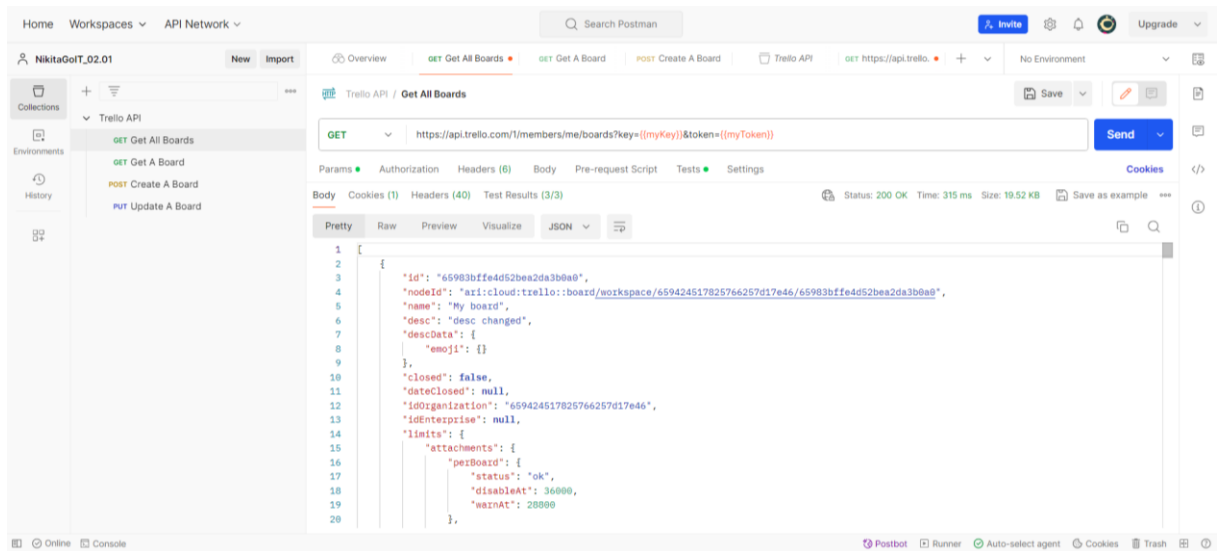 Home Workspaces API Network Search Postman Invite Upgrade
NikitaGoIT_02.01 New Import Overview GET Get All Boards GET Get A Board POST Create A Board Trello API GET https://api.trello. No Environment
Collections
Environments
History
Trello API
GET Get All Boards
GET Get A Board
POST Create A Board
PUT Update A Board
Trello API / Get All Boards Save
GET https://api.trello.com/1/members/me/boards?key={{myKey}}&token={{myToken}} Send
Params Authorization Headers (6) Body Pre-request Script Tests Settings Cookies
Body Cookies (1) Headers (40) Test Results (3/3) Status: 200 OK Time: 315 ms Size: 19.52 KB Save as example
Pretty Raw Preview Visualize JSON
1 [
2 {
3 "id": "65983bffe4d52bea2da3b0a0",
4 "nodeId": "ari:cloud:trello::board/workspace/659424517825766257d17e46/65983bffe4d52bea2da3b0a0",
5 "name": "My board",
6 "desc": "desc changed",
7 "descData": {
8 "emoji": {}
9 },
10 "closed": false,
11 "dateClosed": null,
12 "idOrganization": "659424517825766257d17e46",
13 "idEnterprise": null,
14 "limits": {
15 "attachments": {
16 "perBoard": {
17 "status": "ok",
18 "disableAt": 36000,
19 "warnAt": 28800
20 },
Online Console Postbot Runner Auto-select agent Cookies Trash